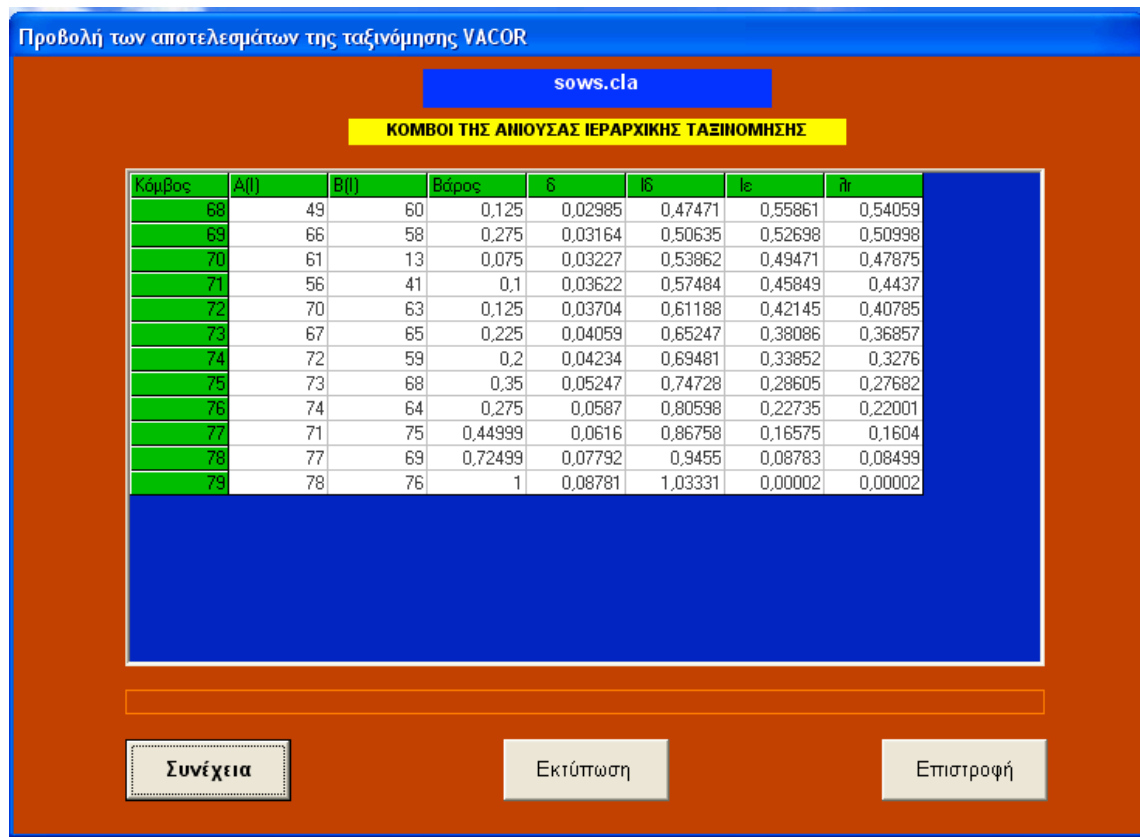 Προβολή των αποτελεσμάτων της ταξινόμησης VACOR
sows.cla
ΚΟΜΒΟΙ ΤΗΣ ΑΝΙΟΥΣΑΣ ΙΕΡΑΡΧΙΚΗΣ ΤΑΞΙΝΟΜΗΣΗΣ
Κόμβος A(I) B(I) Βάρος δ Iδ Iε λr
68 49 60 0,125 0,02985 0,47471 0,55861 0,54059
69 66 58 0,275 0,03164 0,50635 0,52698 0,50998
70 61 13 0,075 0,03227 0,53862 0,49471 0,47875
71 56 41 0,1 0,03622 0,57484 0,45849 0,4437
72 70 63 0,125 0,03704 0,61188 0,42145 0,40785
73 67 65 0,225 0,04059 0,65247 0,38086 0,36857
74 72 59 0,2 0,04234 0,69481 0,33852 0,3276
75 73 68 0,35 0,05247 0,74728 0,28605 0,27682
76 74 64 0,275 0,0587 0,80598 0,22735 0,22001
77 71 75 0,44999 0,0616 0,86758 0,16575 0,1604
78 77 69 0,72499 0,07792 0,9455 0,08783 0,08499
79 78 76 1 0,08781 1,03331 0,00002 0,00002
Συνέχεια Εκτύπωση Επιστροφή